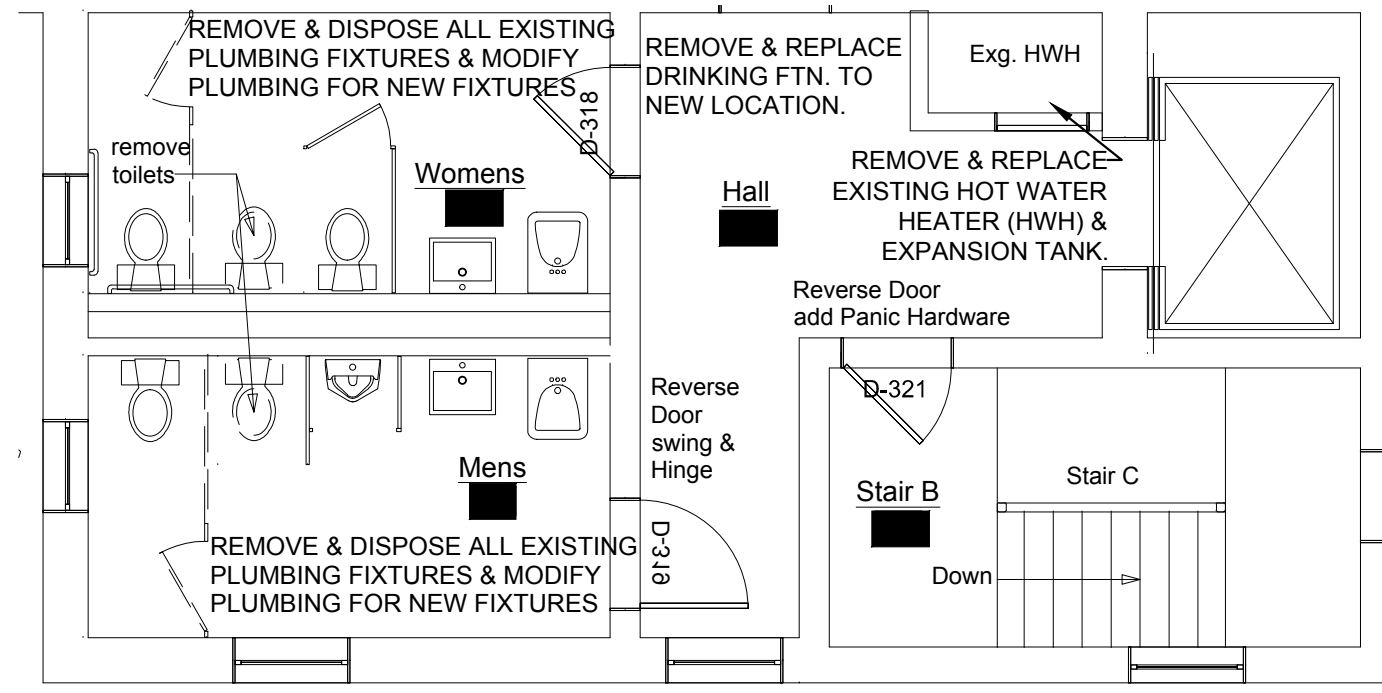 REMOVE & DISPOSE ALL EXISTING
PLUMBING FIXTURES & MODIFY
PLUMBING FOR NEW FIXTURES
REMOVE & REPLACE
DRINKING FTN. TO
NEW LOCATION.
Exg. HWH
D-318
remove
toilets
Womens
Hall
REMOVE & REPLACE
EXISTING HOT WATER
HEATER (HWH) &
EXPANSION TANK.
Reverse Door
add Panic Hardware
D-321
Reverse
Door
swing &
Hinge
Mens
Stair B
Stair C
Down
REMOVE & DISPOSE ALL EXISTING
PLUMBING FIXTURES & MODIFY
PLUMBING FOR NEW FIXTURES